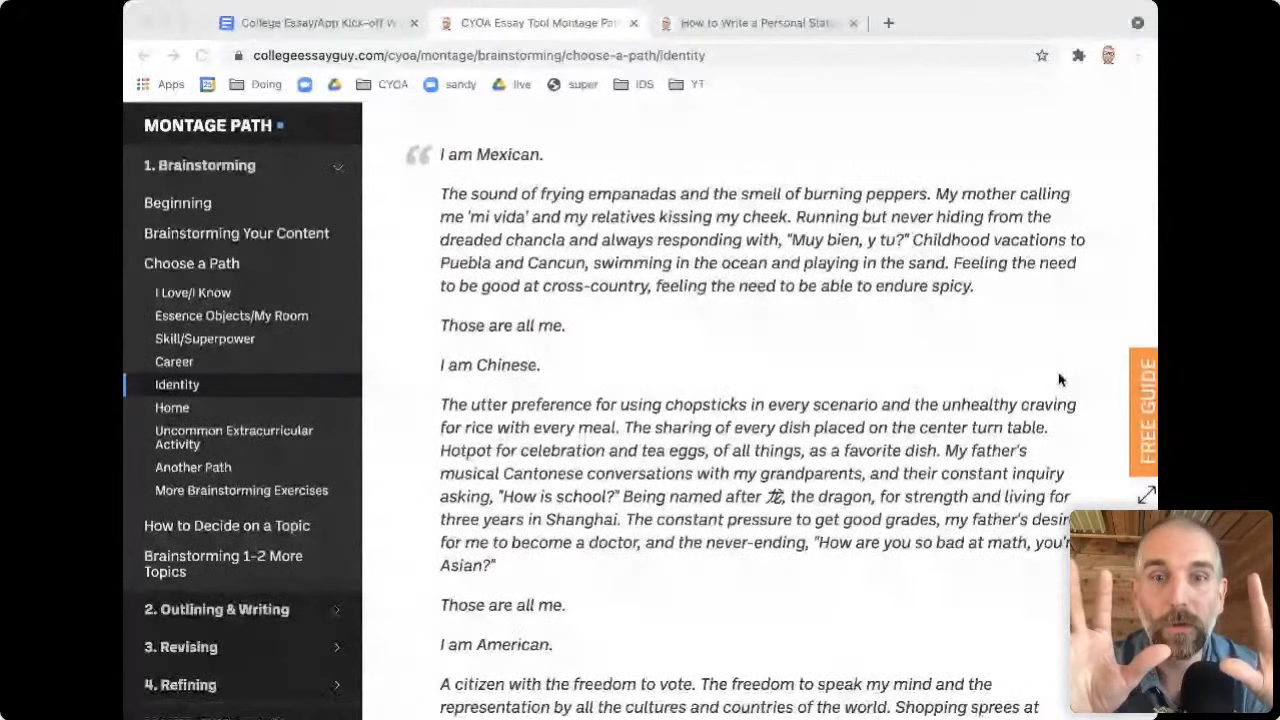 College Essay/App Kick-off W
CYOA Essay Tool Montage Pat
How to Write a Personal Stat
collegeessayguy.com/cyoa/montage/brainstorming/choose-a-path/identity
Apps
Doing
CYOA
sandy
live
super
IDS
YT
MONTAGE PATH
1. Brainstorming
Beginning
Brainstorming Your Content
Choose a Path
I Love/I Know
Essence Objects/My Room
Skill/Superpower
Career
Identity
Home
Uncommon Extracurricular
Activity
Another Path
More Brainstorming Exercises
How to Decide on a Topic
Brainstorming 1-2 More
Topics
2. Outlining & Writing
3. Revising
4. Refining
I am Mexican.
The sound of frying empanadas and the smell of burning peppers. My mother calling
me 'mi vida' and my relatives kissing my cheek. Running but never hiding from the
dreaded chancla and always responding with, "Muy bien, y tu?" Childhood vacations to
Puebla and Cancun, swimming in the ocean and playing in the sand. Feeling the need
to be good at cross-country, feeling the need to be able to endure spicy.
Those are all me.
I am Chinese.
The utter preference for using chopsticks in every scenario and the unhealthy craving
for rice with every meal. The sharing of every dish placed on the center turn table.
Hotpot for celebration and tea eggs, of all things, as a favorite dish. My father's
musical Cantonese conversations with my grandparents, and their constant inquiry
asking, "How is school?" Being named after 龙, the dragon, for strength and living for
three years in Shanghai. The constant pressure to get good grades, my father's desir
for me to become a doctor, and the never-ending, "How are you so bad at math, you'r
Asian?"
Those are all me.
I am American.
A citizen with the freedom to vote. The freedom to speak my mind and the
representation by all the cultures and countries of the world. Shopping sprees at
FREE GUIDE